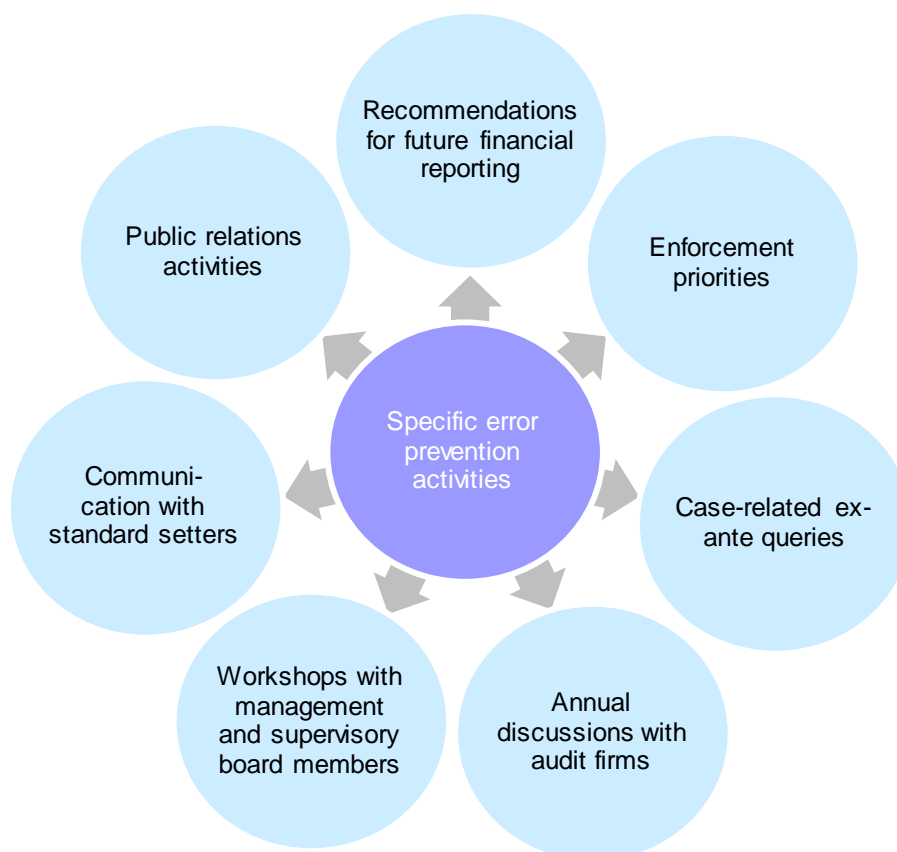 Recommendations
for future financial
reporting
Enforcement
priorities
Case-related ex-
ante queries
Annual
discussions with
audit firms
Workshops with
management
and supervisory
board members
Communi-
cation with
standard setters
Public relations
activities
Specific error
prevention
activities